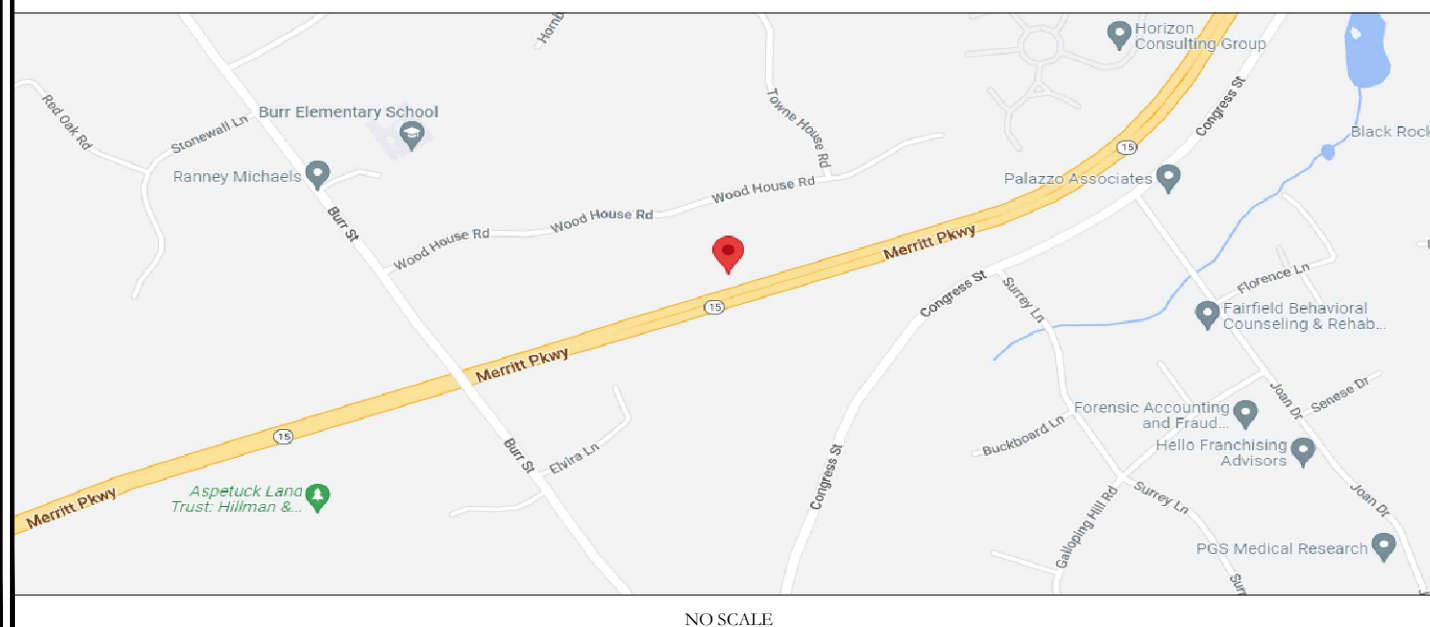 Hornb
Horizon
Consulting Group
Red Oak Rd
Stonewall Ln
Burr Elementary School
Towne House Rd
Congress St
15
Black Rock
Ranney Michaels
Palazzo Associates
Wood House Rd
Wood House Rd
Wood House Rd
Burr St
Merritt Pkwy
Congress St
Surrey Ln
Florence Ln
15
Fairfield Behavioral
Counseling & Rehab...
Merritt Pkwy
Joan Dr
Senese Dr
Forensic Accounting
and Fraud...
Buckboard Ln
15
Burr St
Elvira Ln
Hello Franchising
Advisors
Congress St
Aspetuck Land
Trust: Hillman &...
Merritt Pkwy
Galloping Hill Rd
Surrey Ln
Joan Dr
PGS Medical Research
Surr
NO SCALE